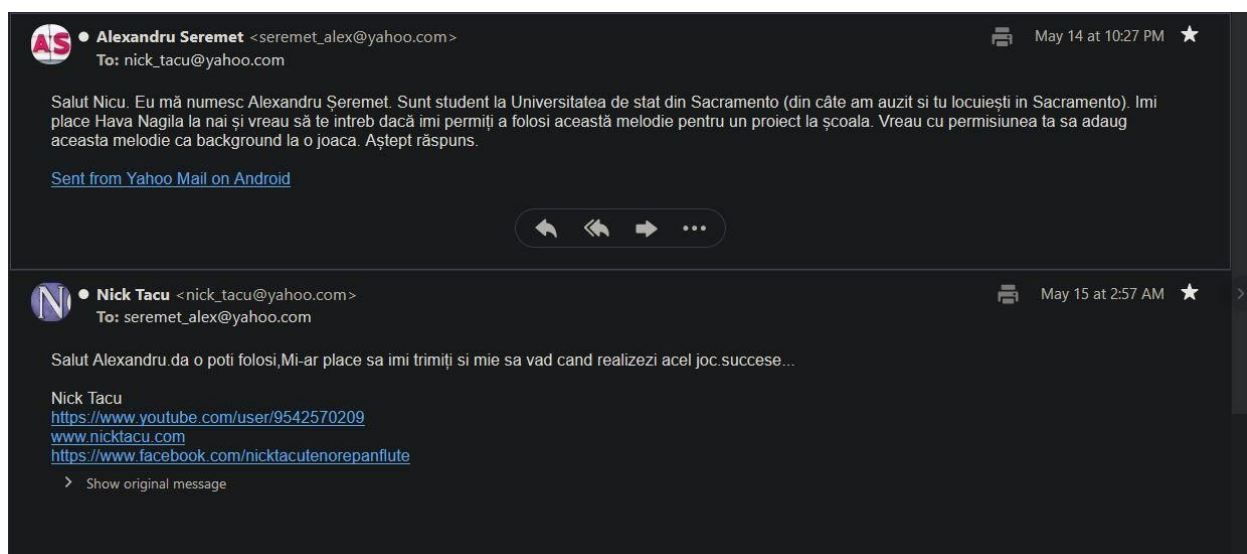 AS
Alexandru Seremet <seremet_alex@yahoo.com>
May 14 at 10:27 PM
To: nick_tacu@yahoo.com
Salut Nicu. Eu mă numesc Alexandru Șeremet. Sunt student la Universitatea de stat din Sacramento (din câte am auzit si tu locuiești in Sacramento). Imi
place Hava Nagila la nai și vreau să te intreb dacă imi permiți a folosi această melodie pentru un proiect la școala. Vreau cu permisiunea ta sa adaug
aceasta melodie ca background la o joaca. Aștept răspuns.
Sent from Yahoo Mail on Android
N
Nick Tacu <nick_tacu@yahoo.com>
May 15 at 2:57 AM
To: seremet_alex@yahoo.com
Salut Alexandru.da o poti folosi,Mi-ar place sa imi trimiți si mie sa vad cand realizezi acel joc.succese...
Nick Tacu
https://www.youtube.com/user/9542570209
www.nicktacu.com
https://www.facebook.com/nicktacutenorepanflute
Show original message